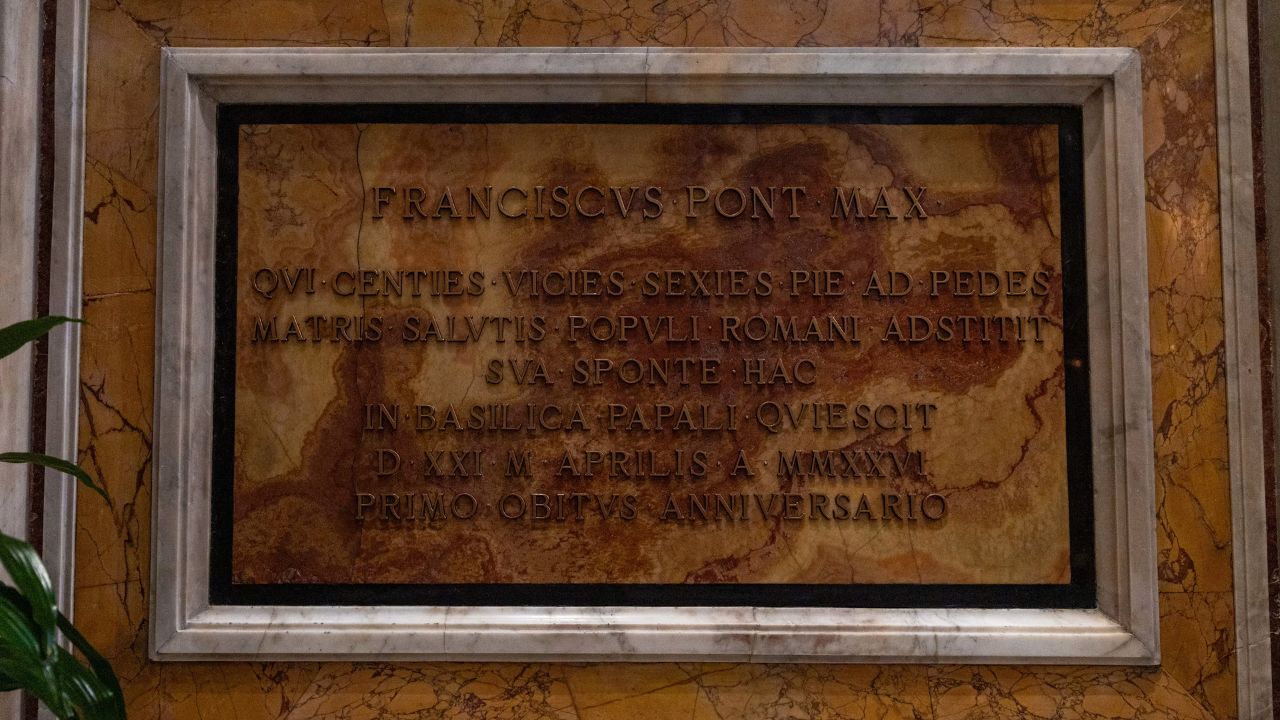 FRANCISCVS · PONT · MAX ·
QVI · CENTIES · VICIES · SEXIES · PIE · AD · PEDES
MATRIS · SALVTIS · POPVLI · ROMANI · ADSTITIT
SVA · SPONTE · HAC
IN · BASILICA · PAPALI · QVIESCIT
D · XXI · M · APRILIS · A · MMXXVI
PRIMO · OBITVS · ANNIVERSARIO